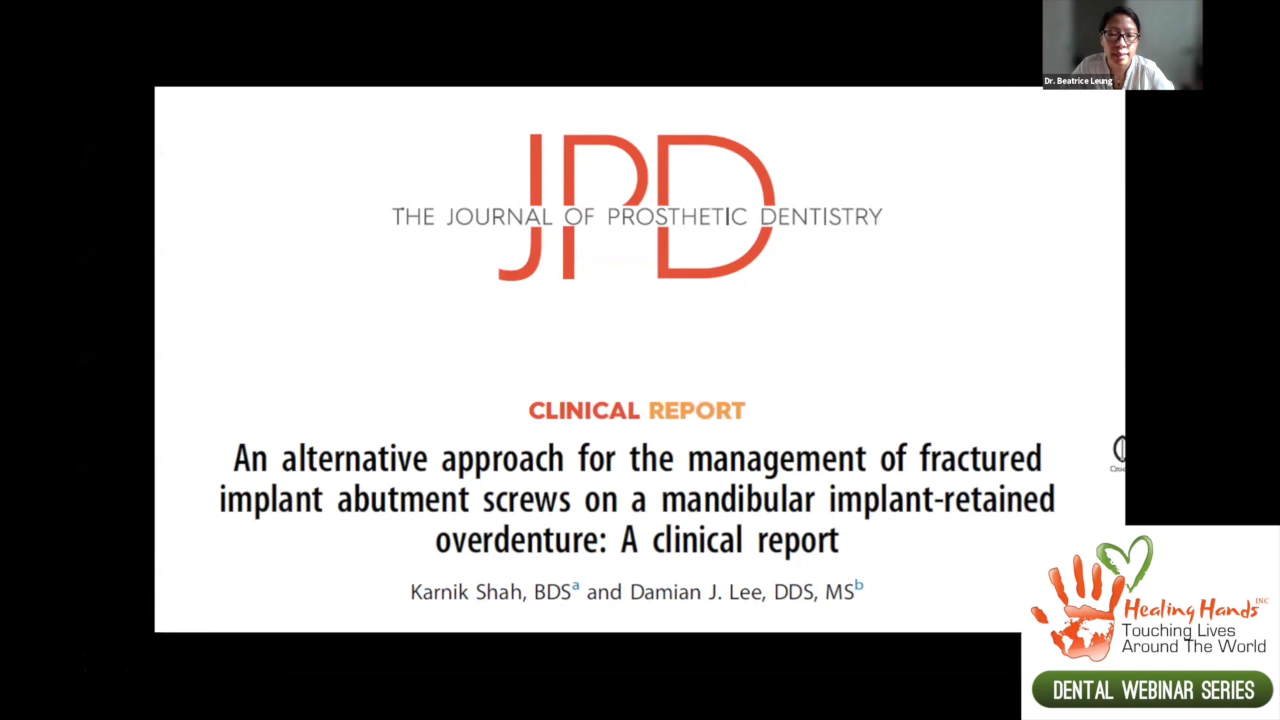 Dr. Beatrice Leung
JPD
THE JOURNAL OF PROSTHETIC DENTISTRY
CLINICAL REPORT
An alternative approach for the management of fractured
implant abutment screws on a mandibular implant-retained
overdenture: A clinical report
Karnik Shah, BDSa and Damian J. Lee, DDS, MSb
Healing Hands INC
Touching Lives
Around The World
DENTAL WEBINAR SERIES